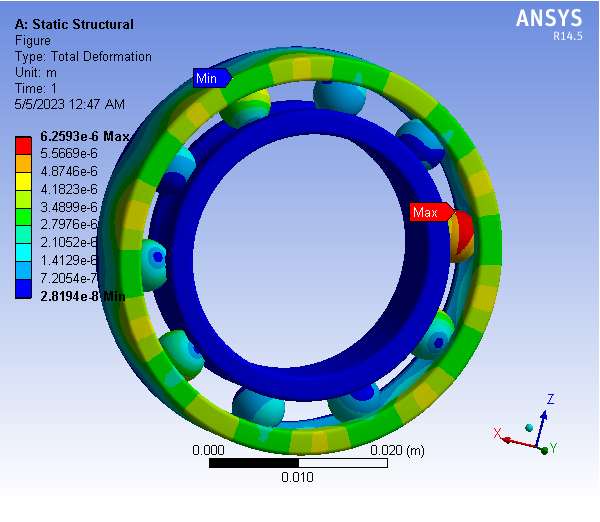 A: Static Structural
Figure
Type: Total Deformation
Unit: m
Time: 1
5/5/2023 12:47 AM
ANSYS
R14.5
Min
6.2593e-6 Max
5.5669e-6
4.8746e-6
4.1823e-6
3.4899e-6
2.7976e-6
2.1052e-6
1.4129e-6
7.2054e-7
2.8194e-8 Min
Max
0.000
0.020 (m)
0.010
Z
X
Y